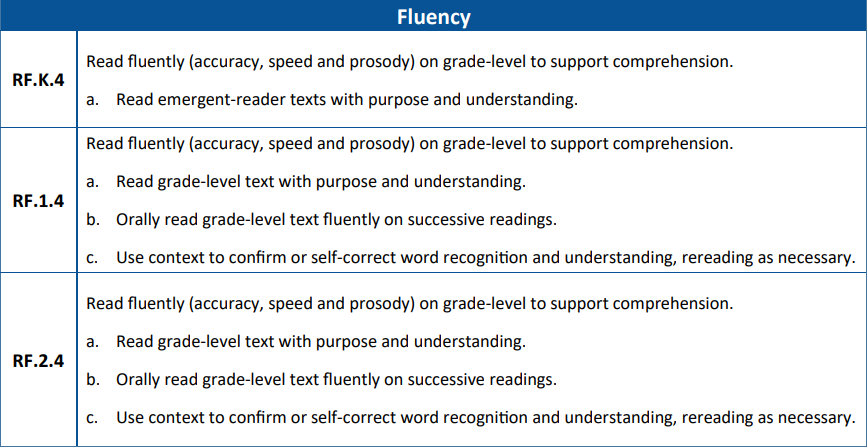 Fluency
RF.K.4
Read fluently (accuracy, speed and prosody) on grade-level to support comprehension.
a. Read emergent-reader texts with purpose and understanding.
RF.1.4
Read fluently (accuracy, speed and prosody) on grade-level to support comprehension.
a. Read grade-level text with purpose and understanding.
b. Orally read grade-level text fluently on successive readings.
c. Use context to confirm or self-correct word recognition and understanding, rereading as necessary.
RF.2.4
Read fluently (accuracy, speed and prosody) on grade-level to support comprehension.
a. Read grade-level text with purpose and understanding.
b. Orally read grade-level text fluently on successive readings.
c. Use context to confirm or self-correct word recognition and understanding, rereading as necessary.